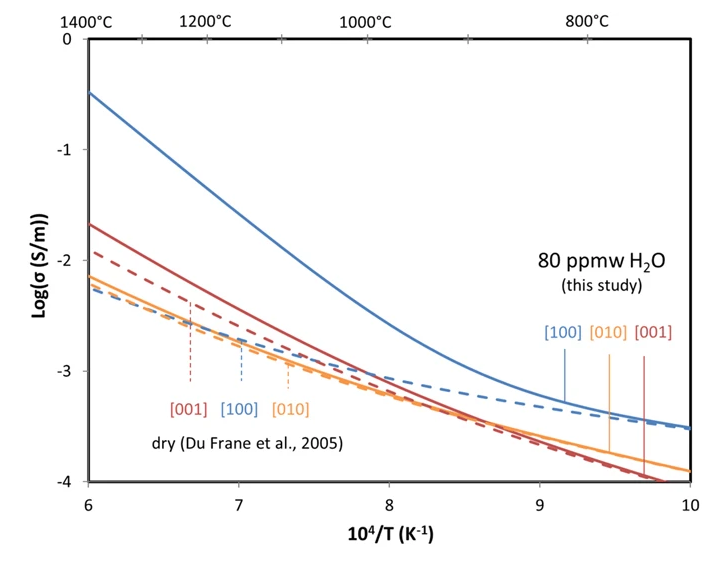 1400°C 1200°C 1000°C 800°C
0
-1
-2
-3
-4
Log(σ (S/m))
80 ppmw H₂O
(this study)
[100] [010] [001]
[001] [100] [010]
dry (Du Frane et al., 2005)
6 7 8 9 10
10⁴/T (K⁻¹)